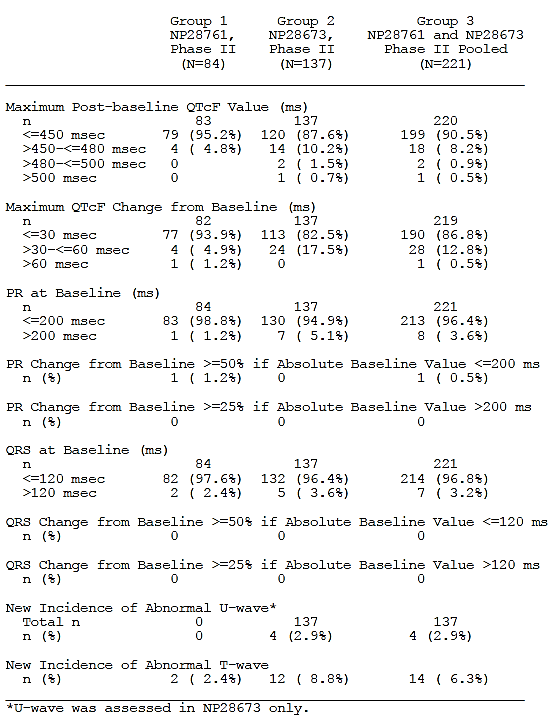 Group 1 Group 2 Group 3
NP28761, NP28673, NP28761 and NP28673
Phase II Phase II Phase II Pooled
(N=84) (N=137) (N=221)
Maximum Post-baseline QTcF Value (ms)
n 83 137 220
<=450 msec 79 (95.2%) 120 (87.6%) 199 (90.5%)
>450-<=480 msec 4 ( 4.8%) 14 (10.2%) 18 ( 8.2%)
>480-<=500 msec 0 2 ( 1.5%) 2 ( 0.9%)
>500 msec 0 1 ( 0.7%) 1 ( 0.5%)
Maximum QTcF Change from Baseline (ms)
n 82 137 219
<=30 msec 77 (93.9%) 113 (82.5%) 190 (86.8%)
>30-<=60 msec 4 ( 4.9%) 24 (17.5%) 28 (12.8%)
>60 msec 1 ( 1.2%) 0 1 ( 0.5%)
PR at Baseline (ms)
n 84 137 221
<=200 msec 83 (98.8%) 130 (94.9%) 213 (96.4%)
>200 msec 1 ( 1.2%) 7 ( 5.1%) 8 ( 3.6%)
PR Change from Baseline >=50% if Absolute Baseline Value <=200 ms
n (%) 1 ( 1.2%) 0 1 ( 0.5%)
PR Change from Baseline >=25% if Absolute Baseline Value >200 ms
n (%) 0 0 0
QRS at Baseline (ms)
n 84 137 221
<=120 msec 82 (97.6%) 132 (96.4%) 214 (96.8%)
>120 msec 2 ( 2.4%) 5 ( 3.6%) 7 ( 3.2%)
QRS Change from Baseline >=50% if Absolute Baseline Value <=120 ms
n (%) 0 0 0
QRS Change from Baseline >=25% if Absolute Baseline Value >120 ms
n (%) 0 0 0
New Incidence of Abnormal U-wave*
Total n 0 137 137
n (%) 0 4 (2.9%) 4 (2.9%)
New Incidence of Abnormal T-wave
n (%) 2 ( 2.4%) 12 ( 8.8%) 14 ( 6.3%)
*U-wave was assessed in NP28673 only.